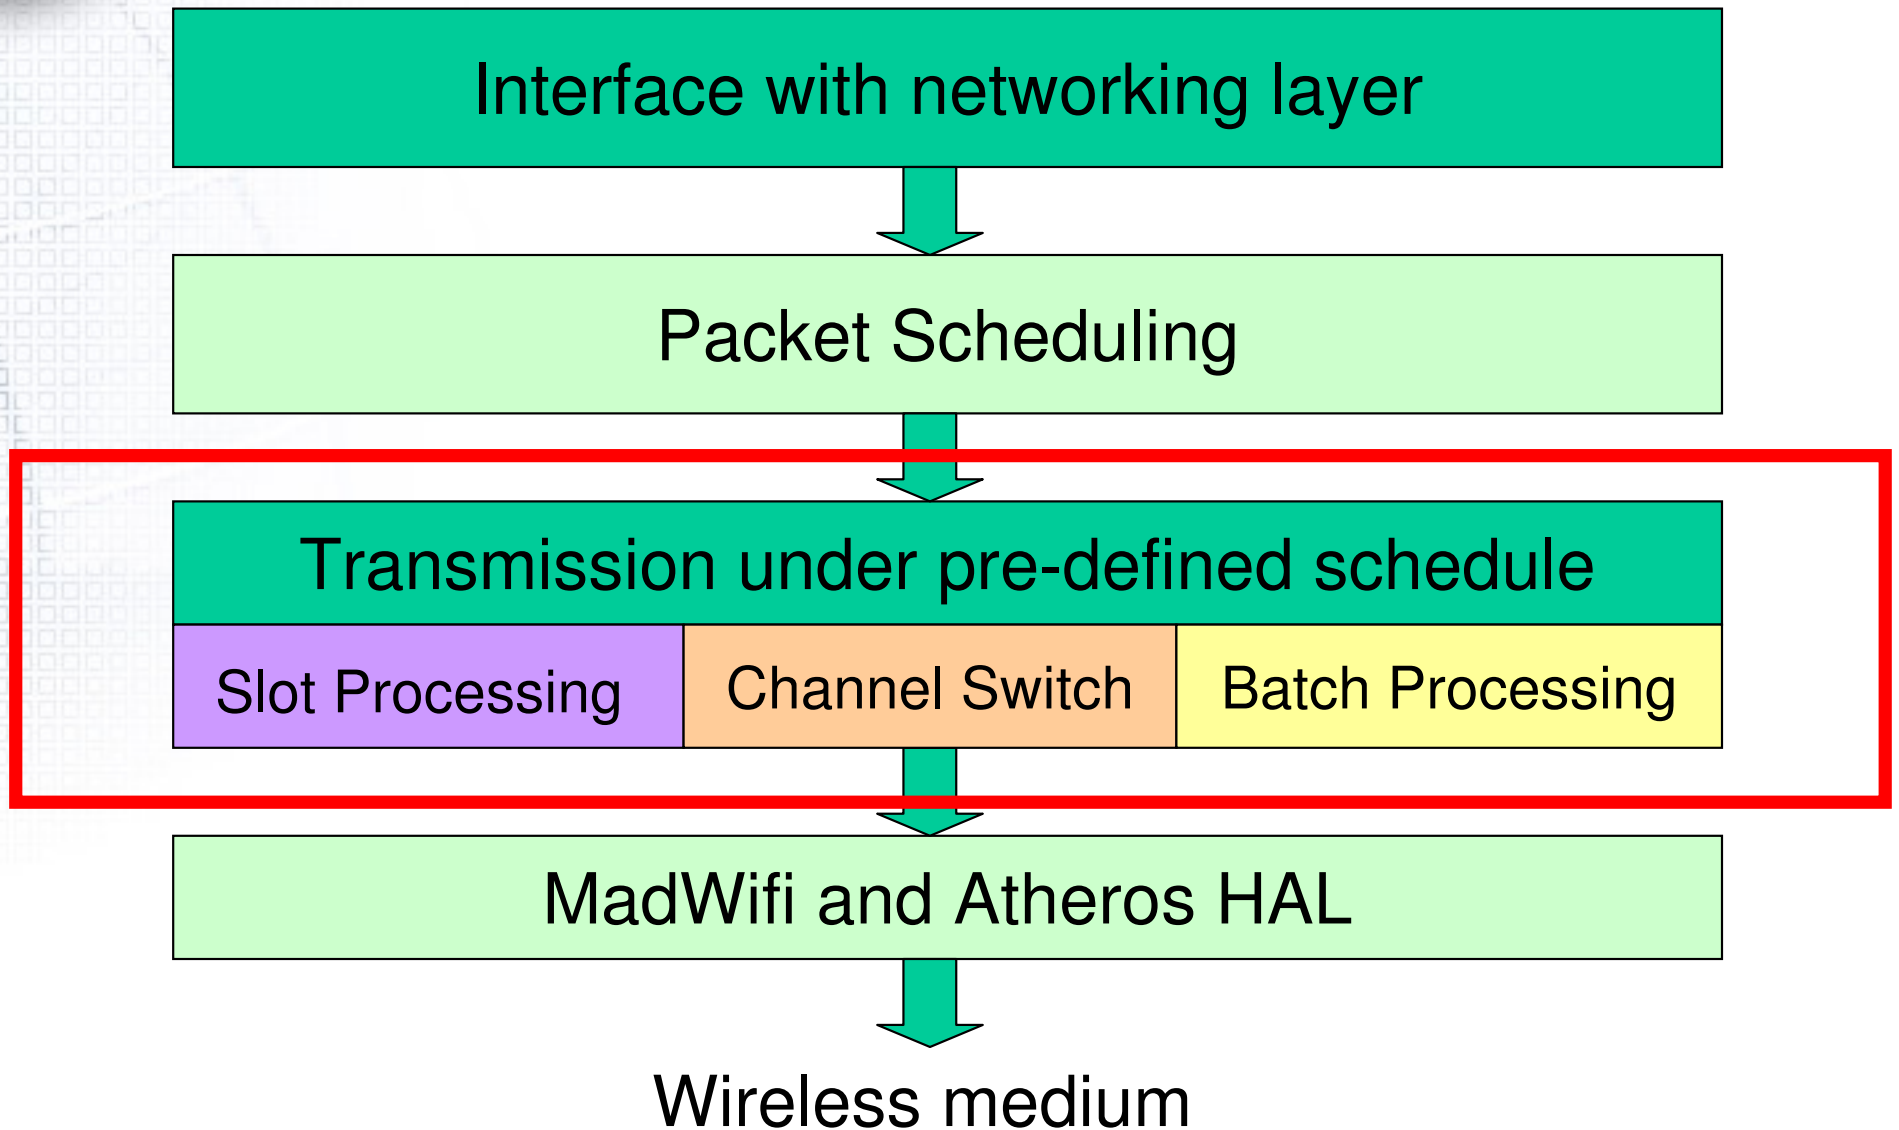 Interface with networking layer
Packet Scheduling
Transmission under pre-defined schedule
Slot Processing
Channel Switch
Batch Processing
MadWifi and Atheros HAL
Wireless medium